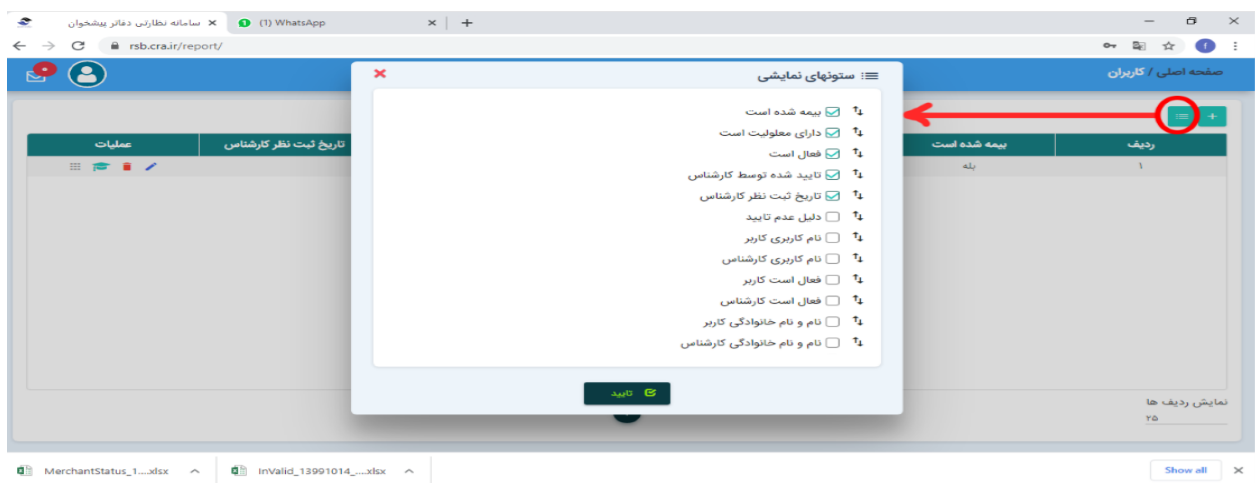 سامانه نظارتی دفاتر پیشخوان
(1) WhatsApp
rsb.cra.ir/report/
صفحه اصلی / کاربران
ستونهای نمایشی
بیمه شده است
دارای معلولیت است
فعال است
تایید شده توسط کارشناس
تاریخ ثبت نظر کارشناس
دلیل عدم تایید
نام کاربری کاربر
نام کاربری کارشناس
فعال است کاربر
فعال است کارشناس
نام و نام خانوادگی کاربر
نام و نام خانوادگی کارشناس
تایید
ردیف بیمه شده است تاریخ ثبت نظر کارشناس عملیات
۱ بله
نمایش ردیف ها
۲۵
MerchantStatus_1....xlsx InValid_13991014_....xlsx Show all